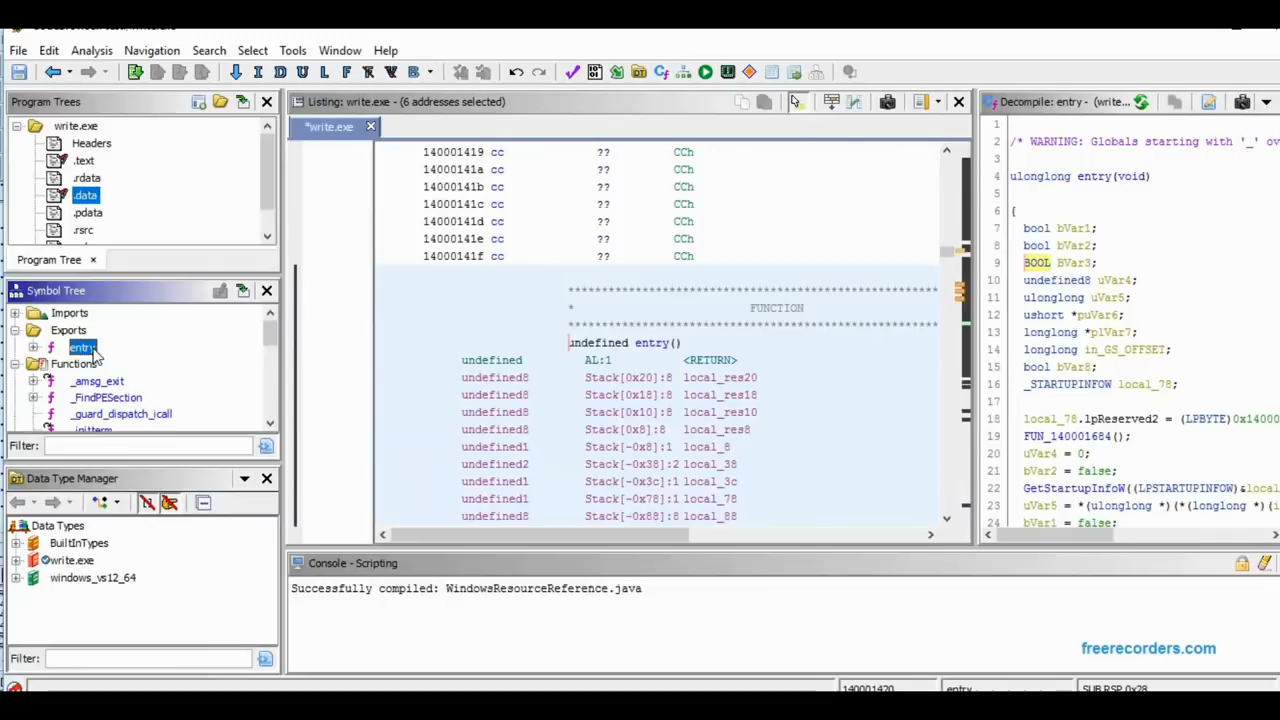 File Edit Analysis Navigation Search Select Tools Window Help
I D U L F B
Program Trees
write.exe
Headers
.text
.rdata
.data
.pdata
.rsrc
Program Tree ×
Symbol Tree
Imports
Exports
f entry
Functions
f _amsg_exit
f _FindPESection
f _guard_dispatch_icall
f _initterm
Filter:
Data Type Manager
Data Types
BuiltInTypes
write.exe
windows_vs12_64
Filter:
Listing: write.exe - (6 addresses selected)
*write.exe
140001419 cc ?? CCh
14000141a cc ?? CCh
14000141b cc ?? CCh
14000141c cc ?? CCh
14000141d cc ?? CCh
14000141e cc ?? CCh
14000141f cc ?? CCh
************************************************
* FUNCTION
************************************************
undefined entry()
undefined AL:1 <RETURN>
undefined8 Stack[0x20]:8 local_res20
undefined8 Stack[0x18]:8 local_res18
undefined8 Stack[0x10]:8 local_res10
undefined8 Stack[0x8]:8 local_res8
undefined1 Stack[-0x8]:1 local_8
undefined2 Stack[-0x38]:2 local_38
undefined1 Stack[-0x3c]:1 local_3c
undefined1 Stack[-0x78]:1 local_78
undefined8 Stack[-0x88]:8 local_88
Decompile: entry - (write...
1
2 /* WARNING: Globals starting with '_' ov
3
4 ulonglong entry(void)
5
6 {
7 bool bVar1;
8 bool bVar2;
9 BOOL BVar3;
10 undefined8 uVar4;
11 ulonglong uVar5;
12 ushort *puVar6;
13 longlong *plVar7;
14 longlong in_GS_OFFSET;
15 bool bVar8;
16 _STARTUPINFOW local_78;
17
18 local_78.lpReserved2 = (LPBYTE)0x14000
19 FUN_140001684();
20 uVar4 = 0;
21 bVar2 = false;
22 GetStartupInfoW((LPSTARTUPINFOW)&local
23 uVar5 = *(ulonglong *)(*(longlong *)(i
24 bVar1 = false;
Console - Scripting
Successfully compiled: WindowsResourceReference.java
freerecorders.com
140001420 entry SUB RSP,0x28